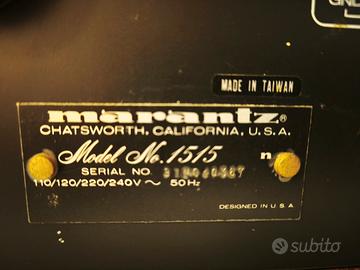 GND
MADE IN TAIWAN
marantz®
CHATSWORTH, CALIFORNIA, U.S.A.
Model No. 1515
n
SERIAL NO.
110/120/220/240V ~ 50Hz
DESIGNED IN U.S.A
subito